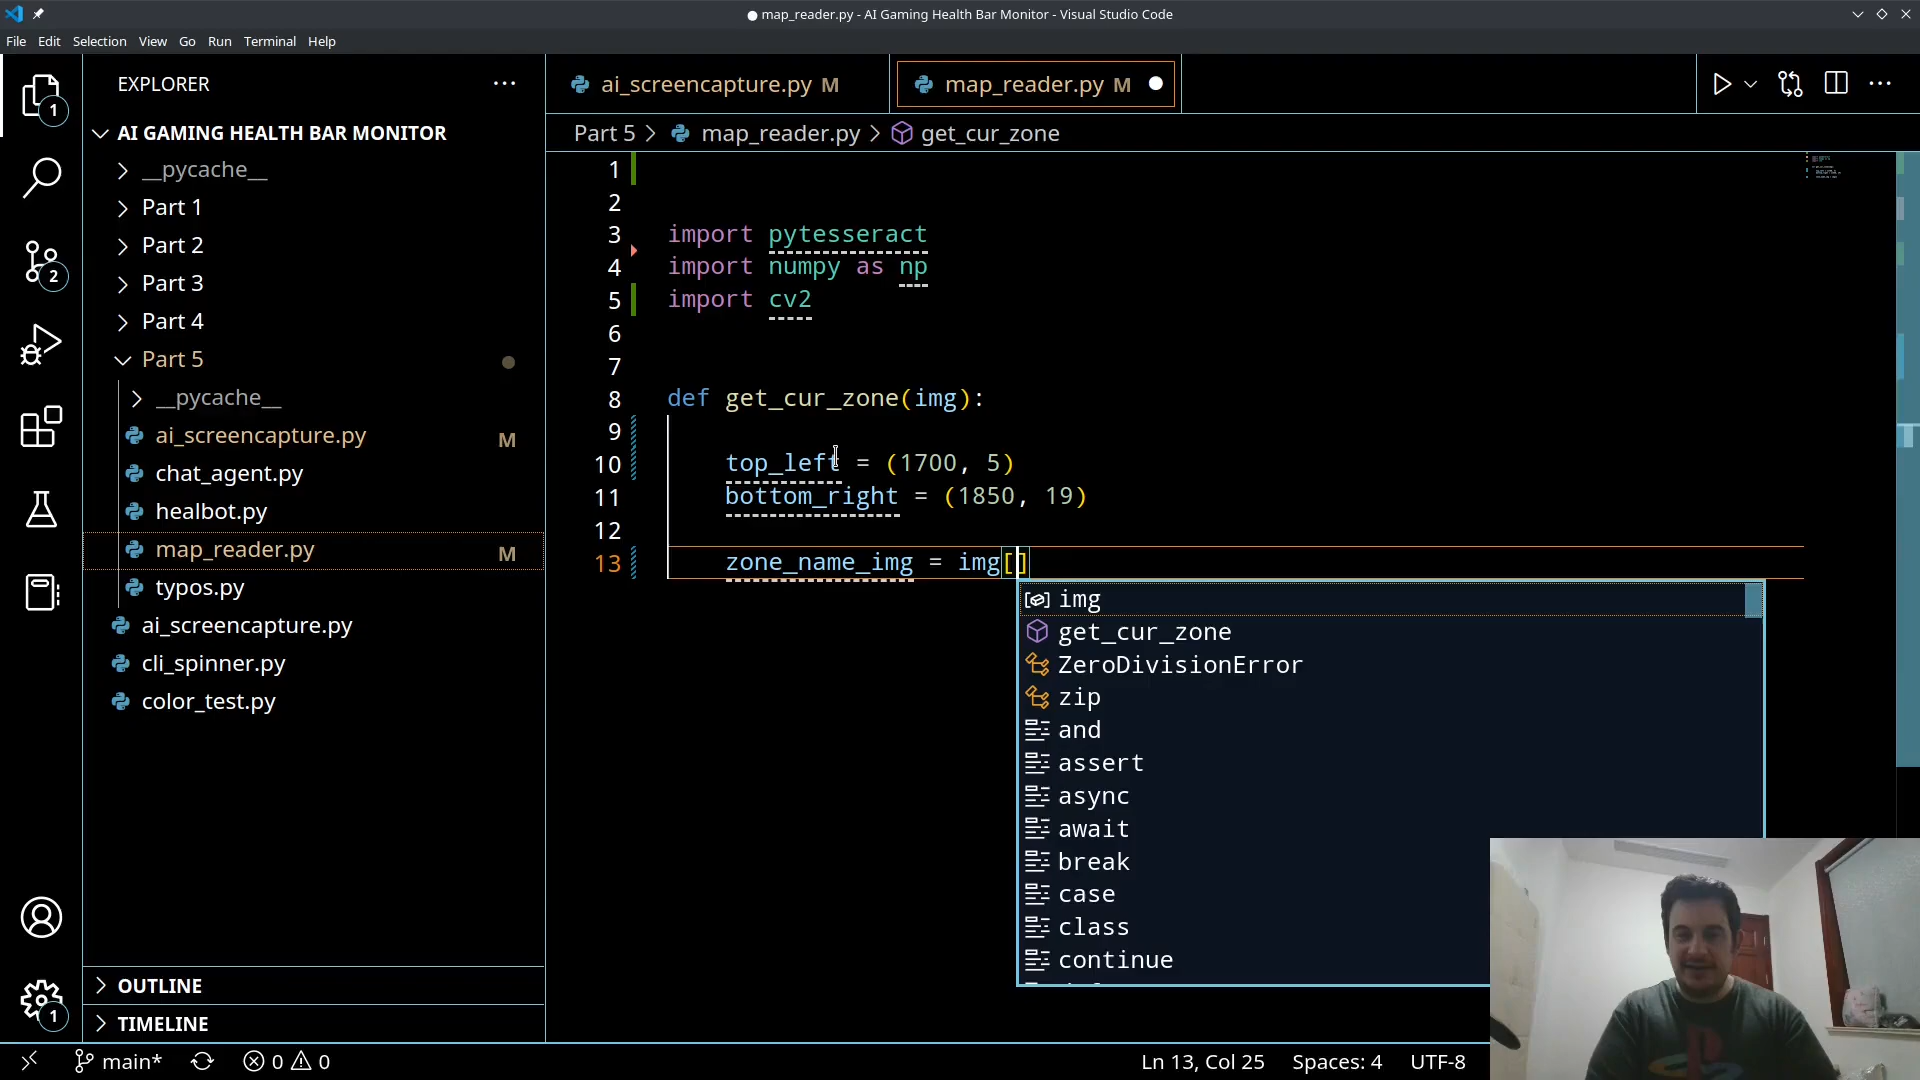 map_reader.py - AI Gaming Health Bar Monitor - Visual Studio Code
File Edit Selection View Go Run Terminal Help
EXPLORER
AI GAMING HEALTH BAR MONITOR
__pycache__
Part 1
Part 2
Part 3
Part 4
Part 5
__pycache__
ai_screencapture.py M
chat_agent.py
healbot.py
map_reader.py M
typos.py
ai_screencapture.py
cli_spinner.py
color_test.py
OUTLINE
TIMELINE
1
2
1
ai_screencapture.py M
map_reader.py M
Part 5 > map_reader.py > get_cur_zone
1
2
3 import pytesseract
4 import numpy as np
5 import cv2
6
7
8 def get_cur_zone(img):
9
10 top_left = (1700, 5)
11 bottom_right = (1850, 19)
12
13 zone_name_img = img[]
img
get_cur_zone
ZeroDivisionError
zip
and
assert
async
await
break
case
class
continue
main* 0 0 Ln 13, Col 25 Spaces: 4 UTF-8